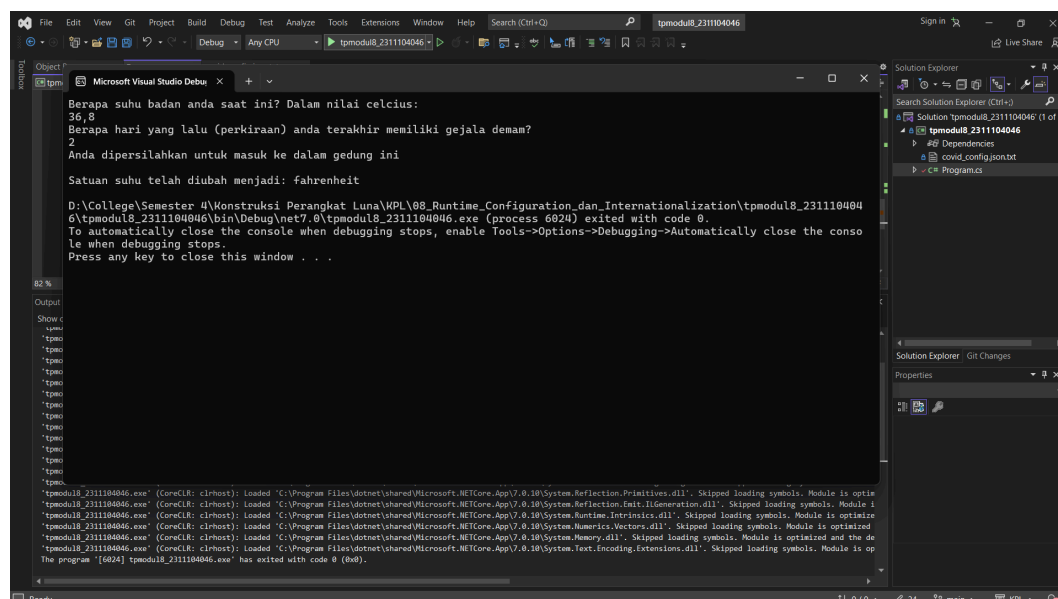 File Edit View Git Project Build Debug Test Analyze Tools Extensions Window Help Search (Ctrl+Q) tpmodul8_2311104046 Sign in
Debug Any CPU tpmodul8_2311104046 Live Share
Toolbox
Object
Microsoft Visual Studio Debug
Berapa suhu badan anda saat ini? Dalam nilai celcius:
36,8
Berapa hari yang lalu (perkiraan) anda terakhir memiliki gejala demam?
2
Anda dipersilahkan untuk masuk ke dalam gedung ini
Satuan suhu telah diubah menjadi: fahrenheit
D:\College\Semester 4\Konstruksi Perangkat Luna\KPL\08_Runtime_Configuration_dan_Internationalization\tpmodul8_231110404
6\tpmodul8_2311104046\bin\Debug\net7.0\tpmodul8_2311104046.exe (process 6024) exited with code 0.
To automatically close the console when debugging stops, enable Tools->Options->Debugging->Automatically close the conso
le when debugging stops.
Press any key to close this window . . .
82 %
Output
Show
'tpmodul8_2311104046.exe' (CoreCLR: clrhost): Loaded 'C:\Program Files\dotnet\shared\Microsoft.NETCore.App\7.0.10\System.Reflection.Primitives.dll'. Skipped loading symbols. Module is optim
'tpmodul8_2311104046.exe' (CoreCLR: clrhost): Loaded 'C:\Program Files\dotnet\shared\Microsoft.NETCore.App\7.0.10\System.Reflection.Emit.ILGeneration.dll'. Skipped loading symbols. Module i
'tpmodul8_2311104046.exe' (CoreCLR: clrhost): Loaded 'C:\Program Files\dotnet\shared\Microsoft.NETCore.App\7.0.10\System.Runtime.Intrinsics.dll'. Skipped loading symbols. Module is optimize
'tpmodul8_2311104046.exe' (CoreCLR: clrhost): Loaded 'C:\Program Files\dotnet\shared\Microsoft.NETCore.App\7.0.10\System.Numerics.Vectors.dll'. Skipped loading symbols. Module is optimized
'tpmodul8_2311104046.exe' (CoreCLR: clrhost): Loaded 'C:\Program Files\dotnet\shared\Microsoft.NETCore.App\7.0.10\System.Memory.dll'. Skipped loading symbols. Module is optimized and the de
'tpmodul8_2311104046.exe' (CoreCLR: clrhost): Loaded 'C:\Program Files\dotnet\shared\Microsoft.NETCore.App\7.0.10\System.Text.Encoding.Extensions.dll'. Skipped loading symbols. Module is op
The program '[6024] tpmodul8_2311104046.exe' has exited with code 0 (0x0).
Solution Explorer
Search Solution Explorer (Ctrl+;)
Solution 'tpmodul8_2311104046' (1 of
tpmodul8_2311104046
Dependencies
covid_config.json.txt
C# Program.cs
Solution Explorer Git Changes
Properties